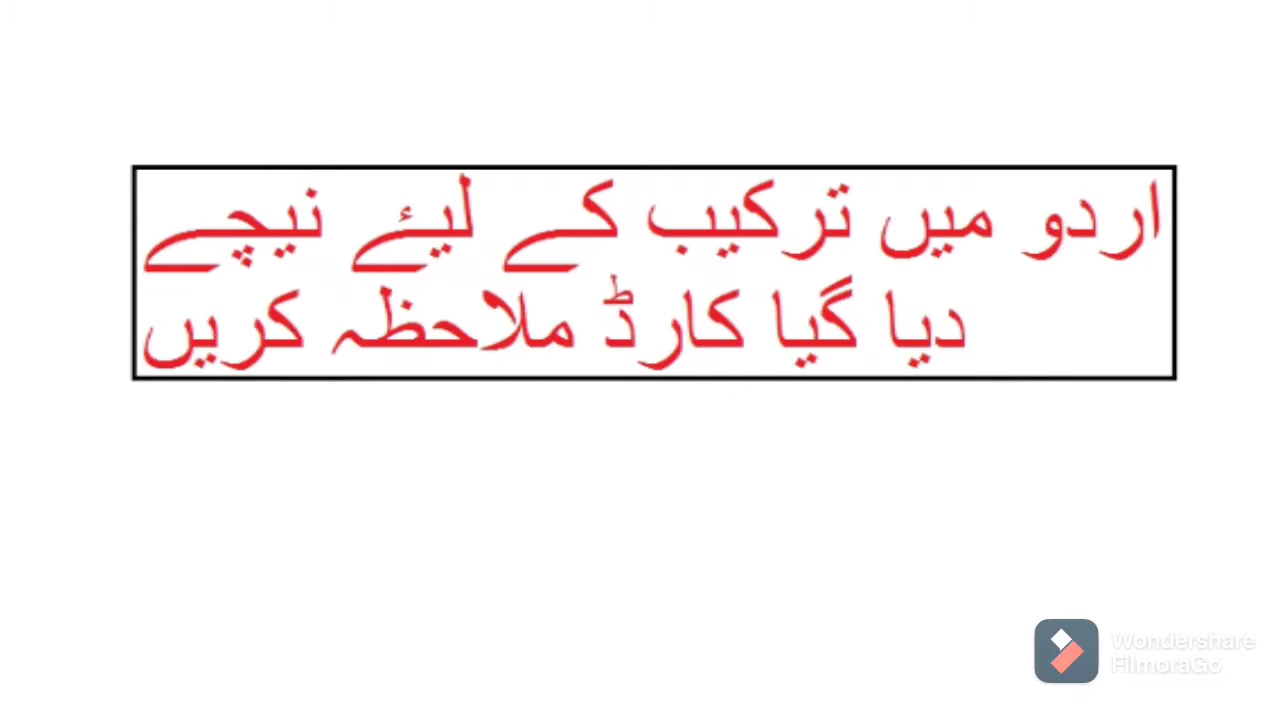 اردو میں ترکیب کے لیئے نیچے
دیا گیا کارڈ ملاحظہ کریں
Wondershare
FilmoraGo